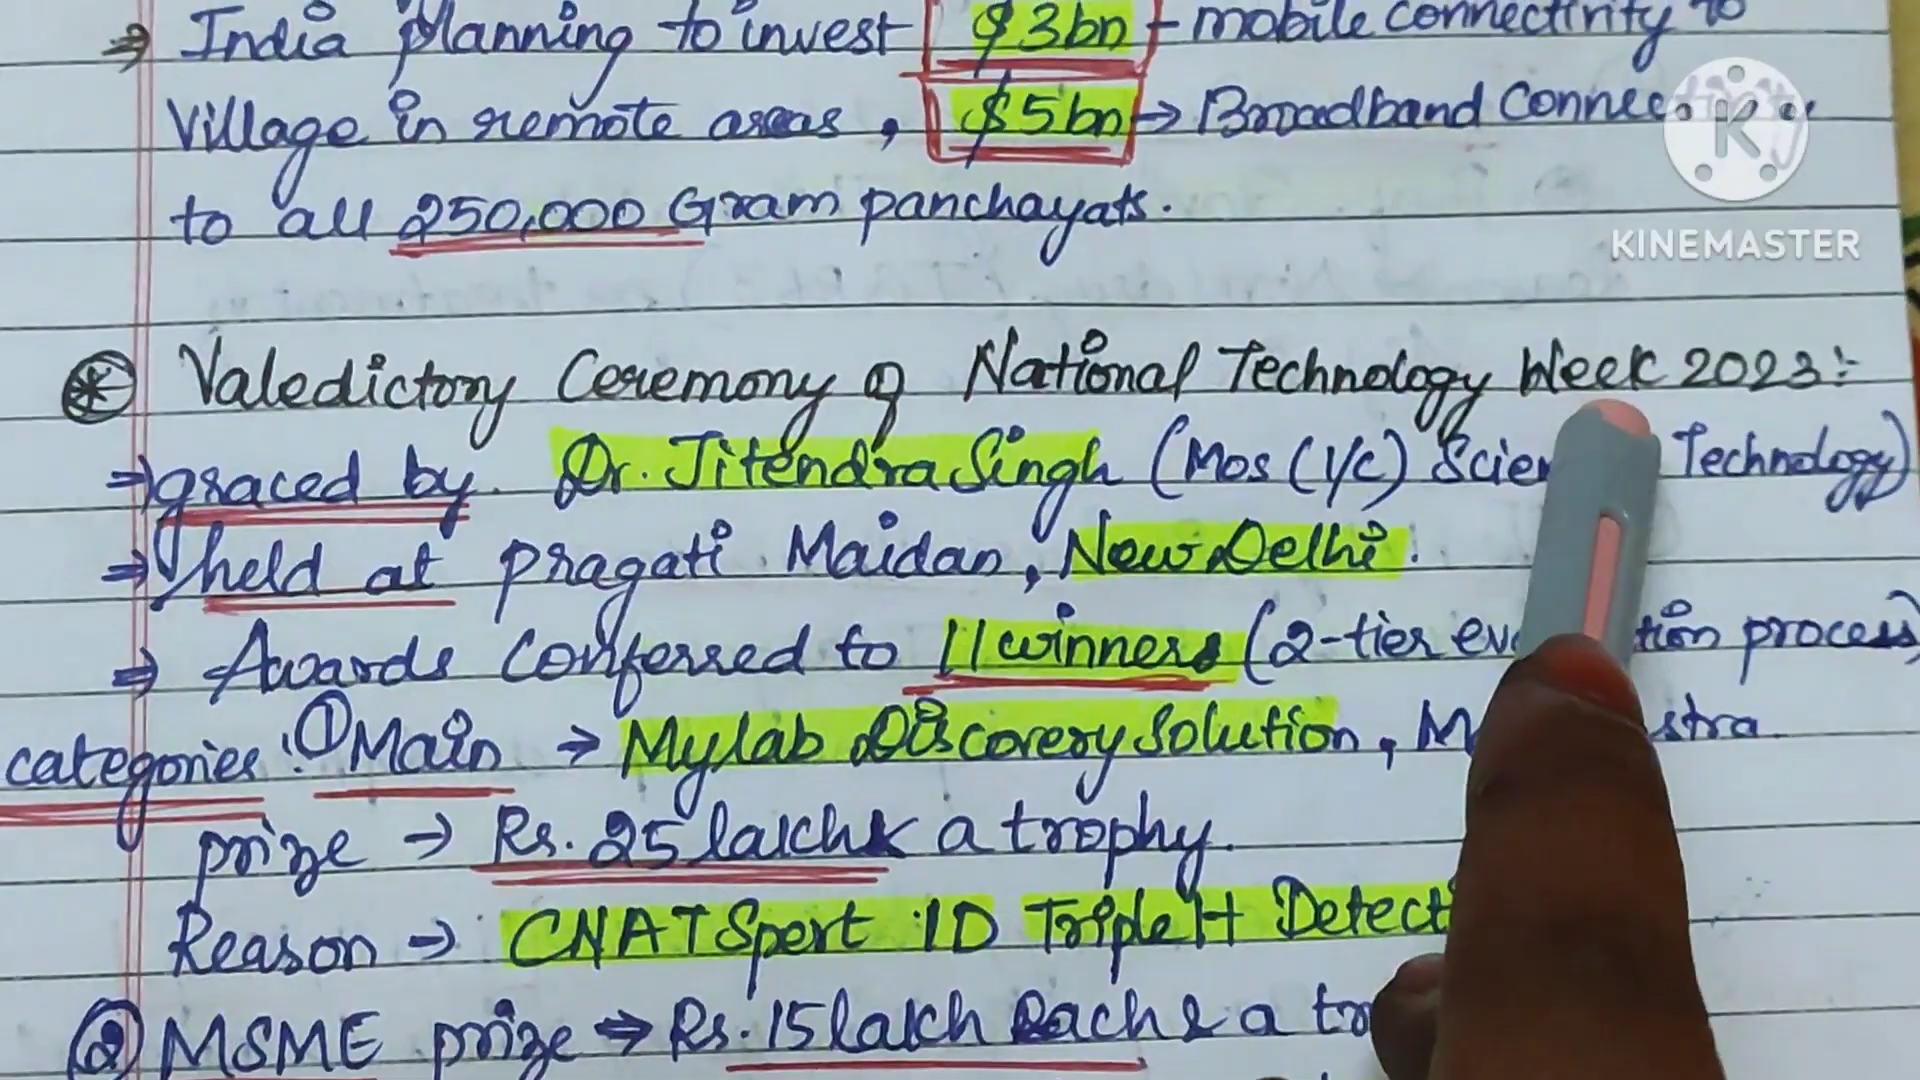 ⇒ India planning to invest $3bn - mobile connectivity to
Village in remote areas, $5bn → Broadband
to all 250,000 Gram panchayats.
K
KINEMASTER
Valedictory Ceremony of National Technology Week 2023:-
⇒ graced by. Dr. Jitendra Singh (Mos (I/C) Technology)
⇒ held at pragati Maidan, New Delhi.
⇒ Awards conferred to 11 winners (2-tier process)
categories: ① Main → Mylab Discovery Solution,
prize → Rs. 25 lakh & a trophy.
Reason → CNAT Spert ID Triple H
② MSME prize ⇒ Rs. 15 lakh each & a